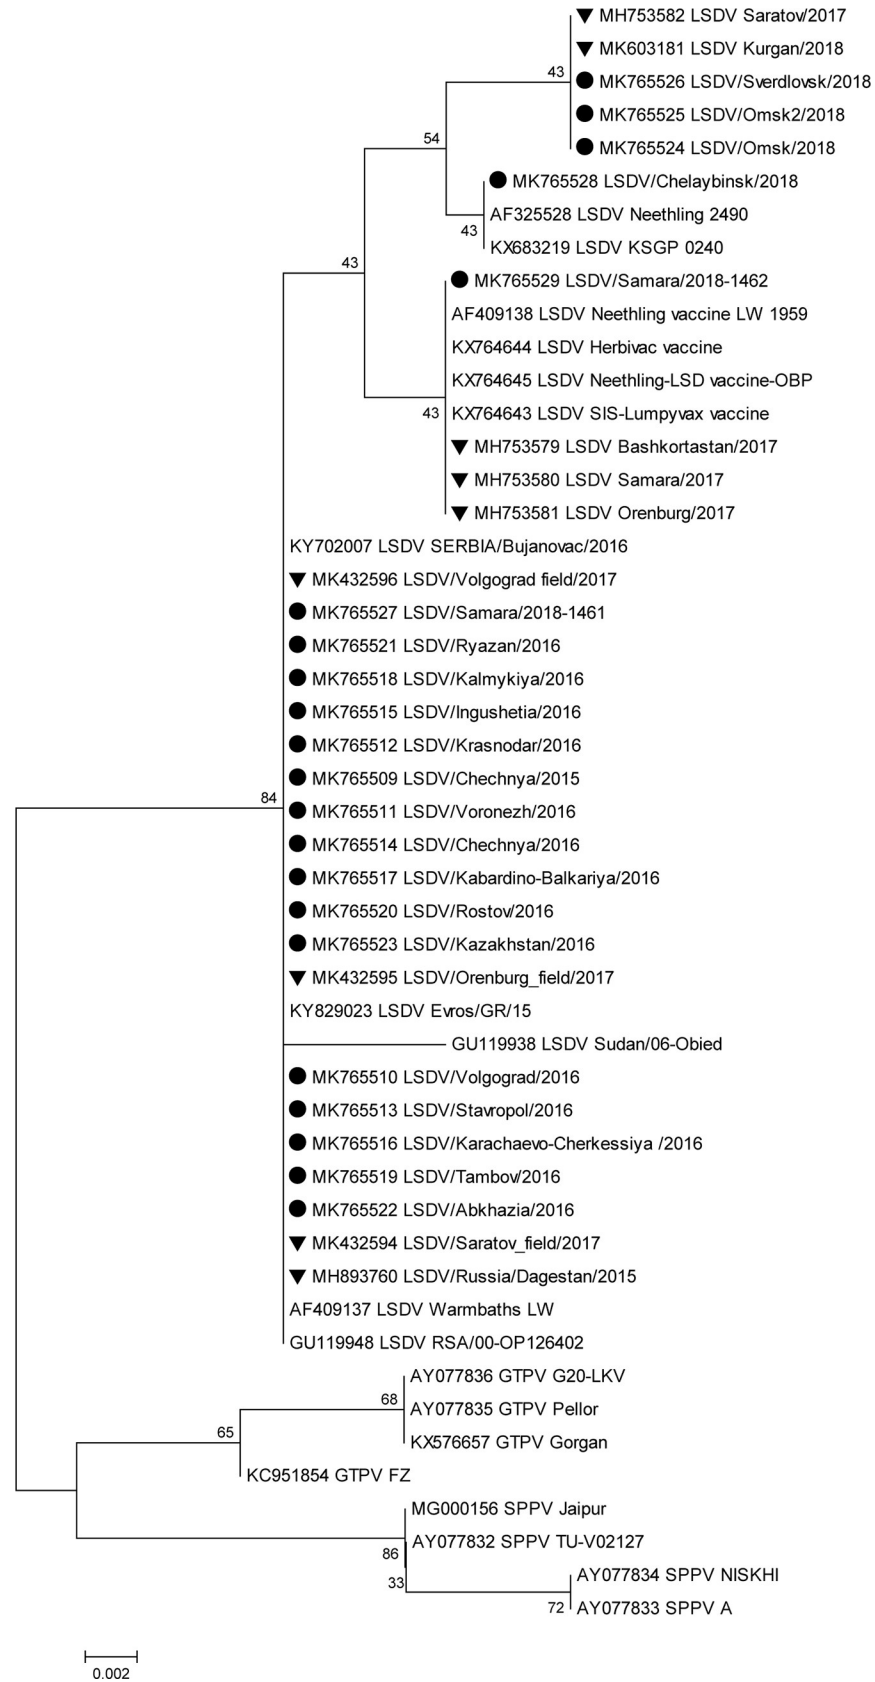 MH753582 LSDV Saratov/2017
MK603181 LSDV Kurgan/2018
43
MK765526 LSDV/Sverdlovsk/2018
MK765525 LSDV/Omsk2/2018
54
MK765524 LSDV/Omsk/2018
MK765528 LSDV/Chelaybinsk/2018
AF325528 LSDV Neethling 2490
43
KX683219 LSDV KSGP 0240
43
MK765529 LSDV/Samara/2018-1462
AF409138 LSDV Neethling vaccine LW 1959
KX764644 LSDV Herbivac vaccine
KX764645 LSDV Neethling-LSD vaccine-OBP
43
KX764643 LSDV SIS-Lumpyvax vaccine
MH753579 LSDV Bashkortastan/2017
MH753580 LSDV Samara/2017
MH753581 LSDV Orenburg/2017
KY702007 LSDV SERBIA/Bujanovac/2016
MK432596 LSDV/Volgograd field/2017
MK765527 LSDV/Samara/2018-1461
MK765521 LSDV/Ryazan/2016
MK765518 LSDV/Kalmykiya/2016
MK765515 LSDV/Ingushetia/2016
MK765512 LSDV/Krasnodar/2016
MK765509 LSDV/Chechnya/2015
84
MK765511 LSDV/Voronezh/2016
MK765514 LSDV/Chechnya/2016
MK765517 LSDV/Kabardino-Balkariya/2016
MK765520 LSDV/Rostov/2016
MK765523 LSDV/Kazakhstan/2016
MK432595 LSDV/Orenburg_field/2017
KY829023 LSDV Evros/GR/15
GU119938 LSDV Sudan/06-Obied
MK765510 LSDV/Volgograd/2016
MK765513 LSDV/Stavropol/2016
MK765516 LSDV/Karachaevo-Cherkessiya /2016
MK765519 LSDV/Tambov/2016
MK765522 LSDV/Abkhazia/2016
MK432594 LSDV/Saratov_field/2017
MH893760 LSDV/Russia/Dagestan/2015
AF409137 LSDV Warmbaths LW
GU119948 LSDV RSA/00-OP126402
AY077836 GTPV G20-LKV
68
AY077835 GTPV Pellor
65
KX576657 GTPV Gorgan
KC951854 GTPV FZ
MG000156 SPPV Jaipur
AY077832 SPPV TU-V02127
86
AY077834 SPPV NISKHI
33
72
AY077833 SPPV A
0.002